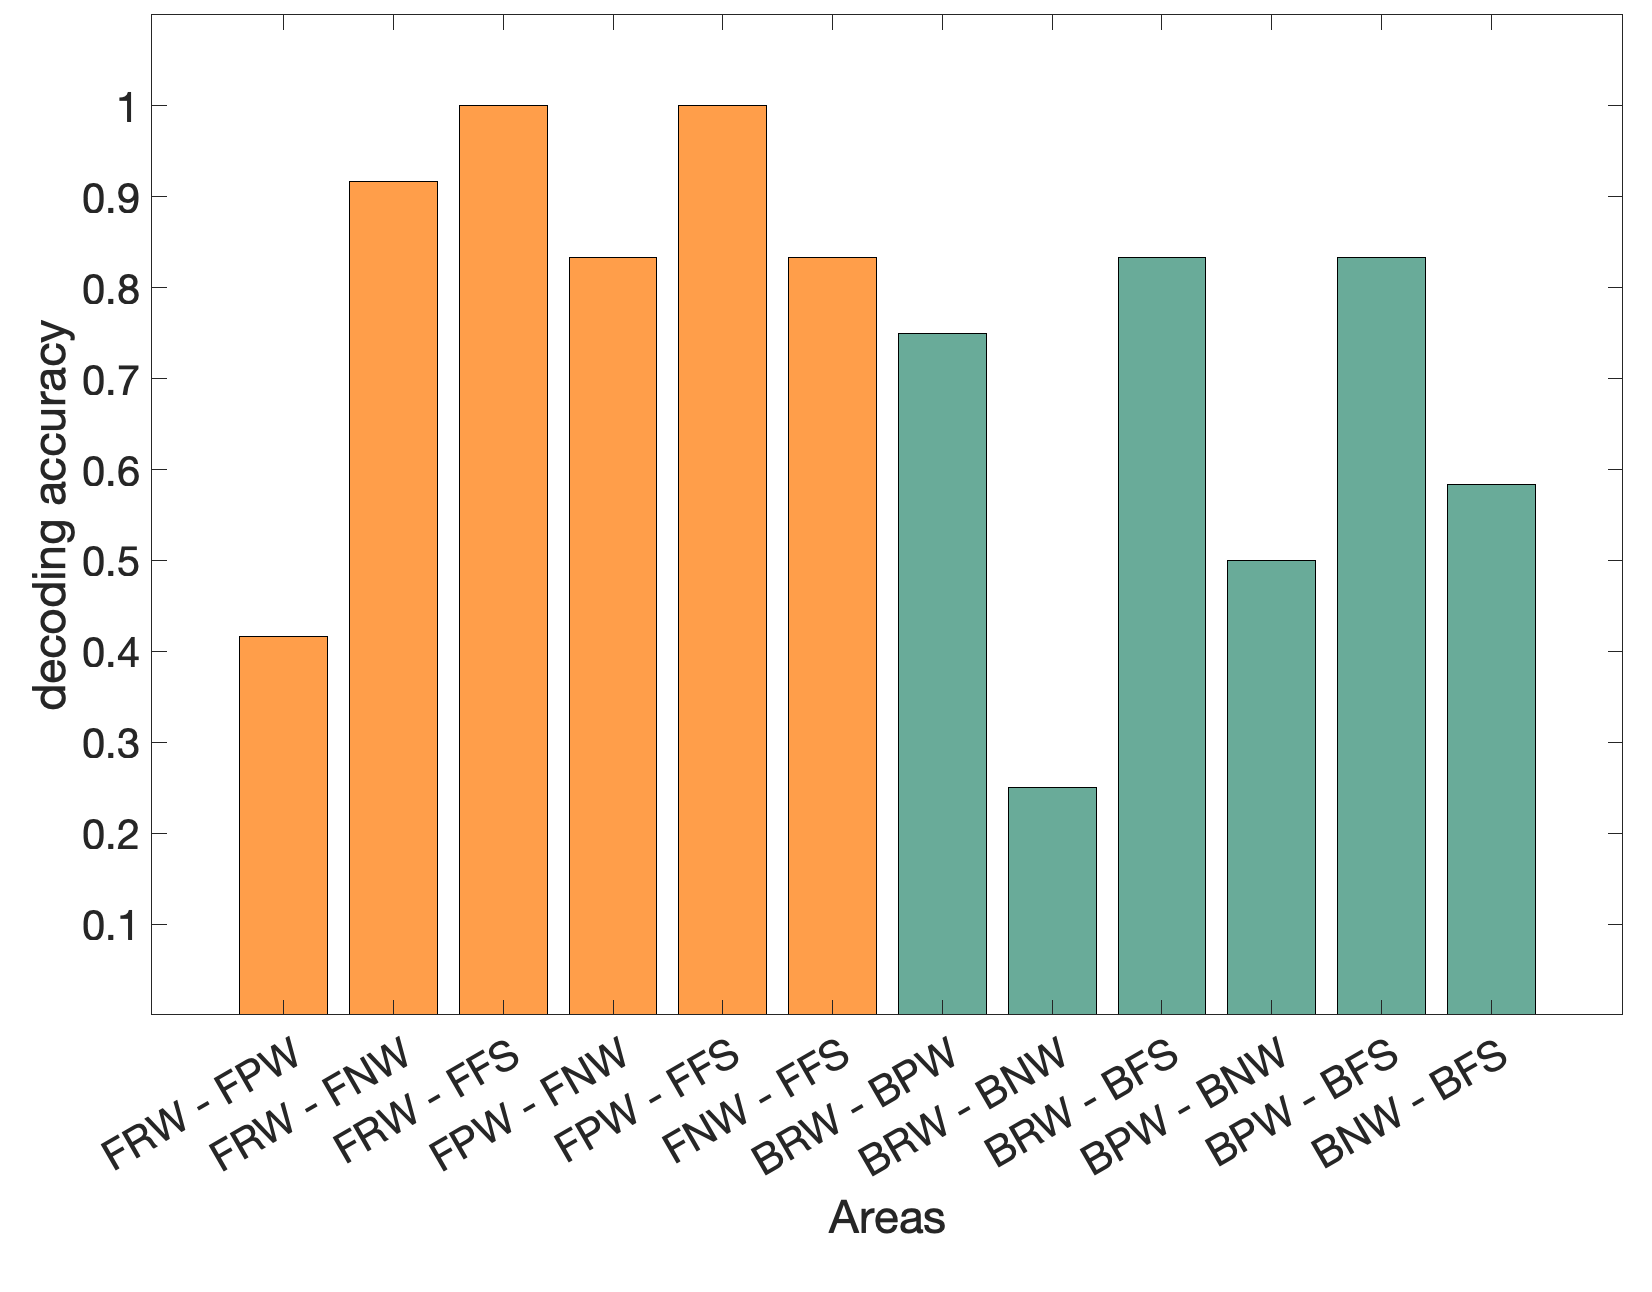 1
0.9
0.8
0.7
0.6
0.5
0.4
0.3
0.2
0.1
decoding accuracy
FRW - FPW
FRW - FNW
FRW - FFS
FPW - FNW
FPW - FFS
FNW - FFS
BRW - BPW
BRW - BNW
BRW - BFS
BPW - BNW
BPW - BFS
BNW - BFS
Areas